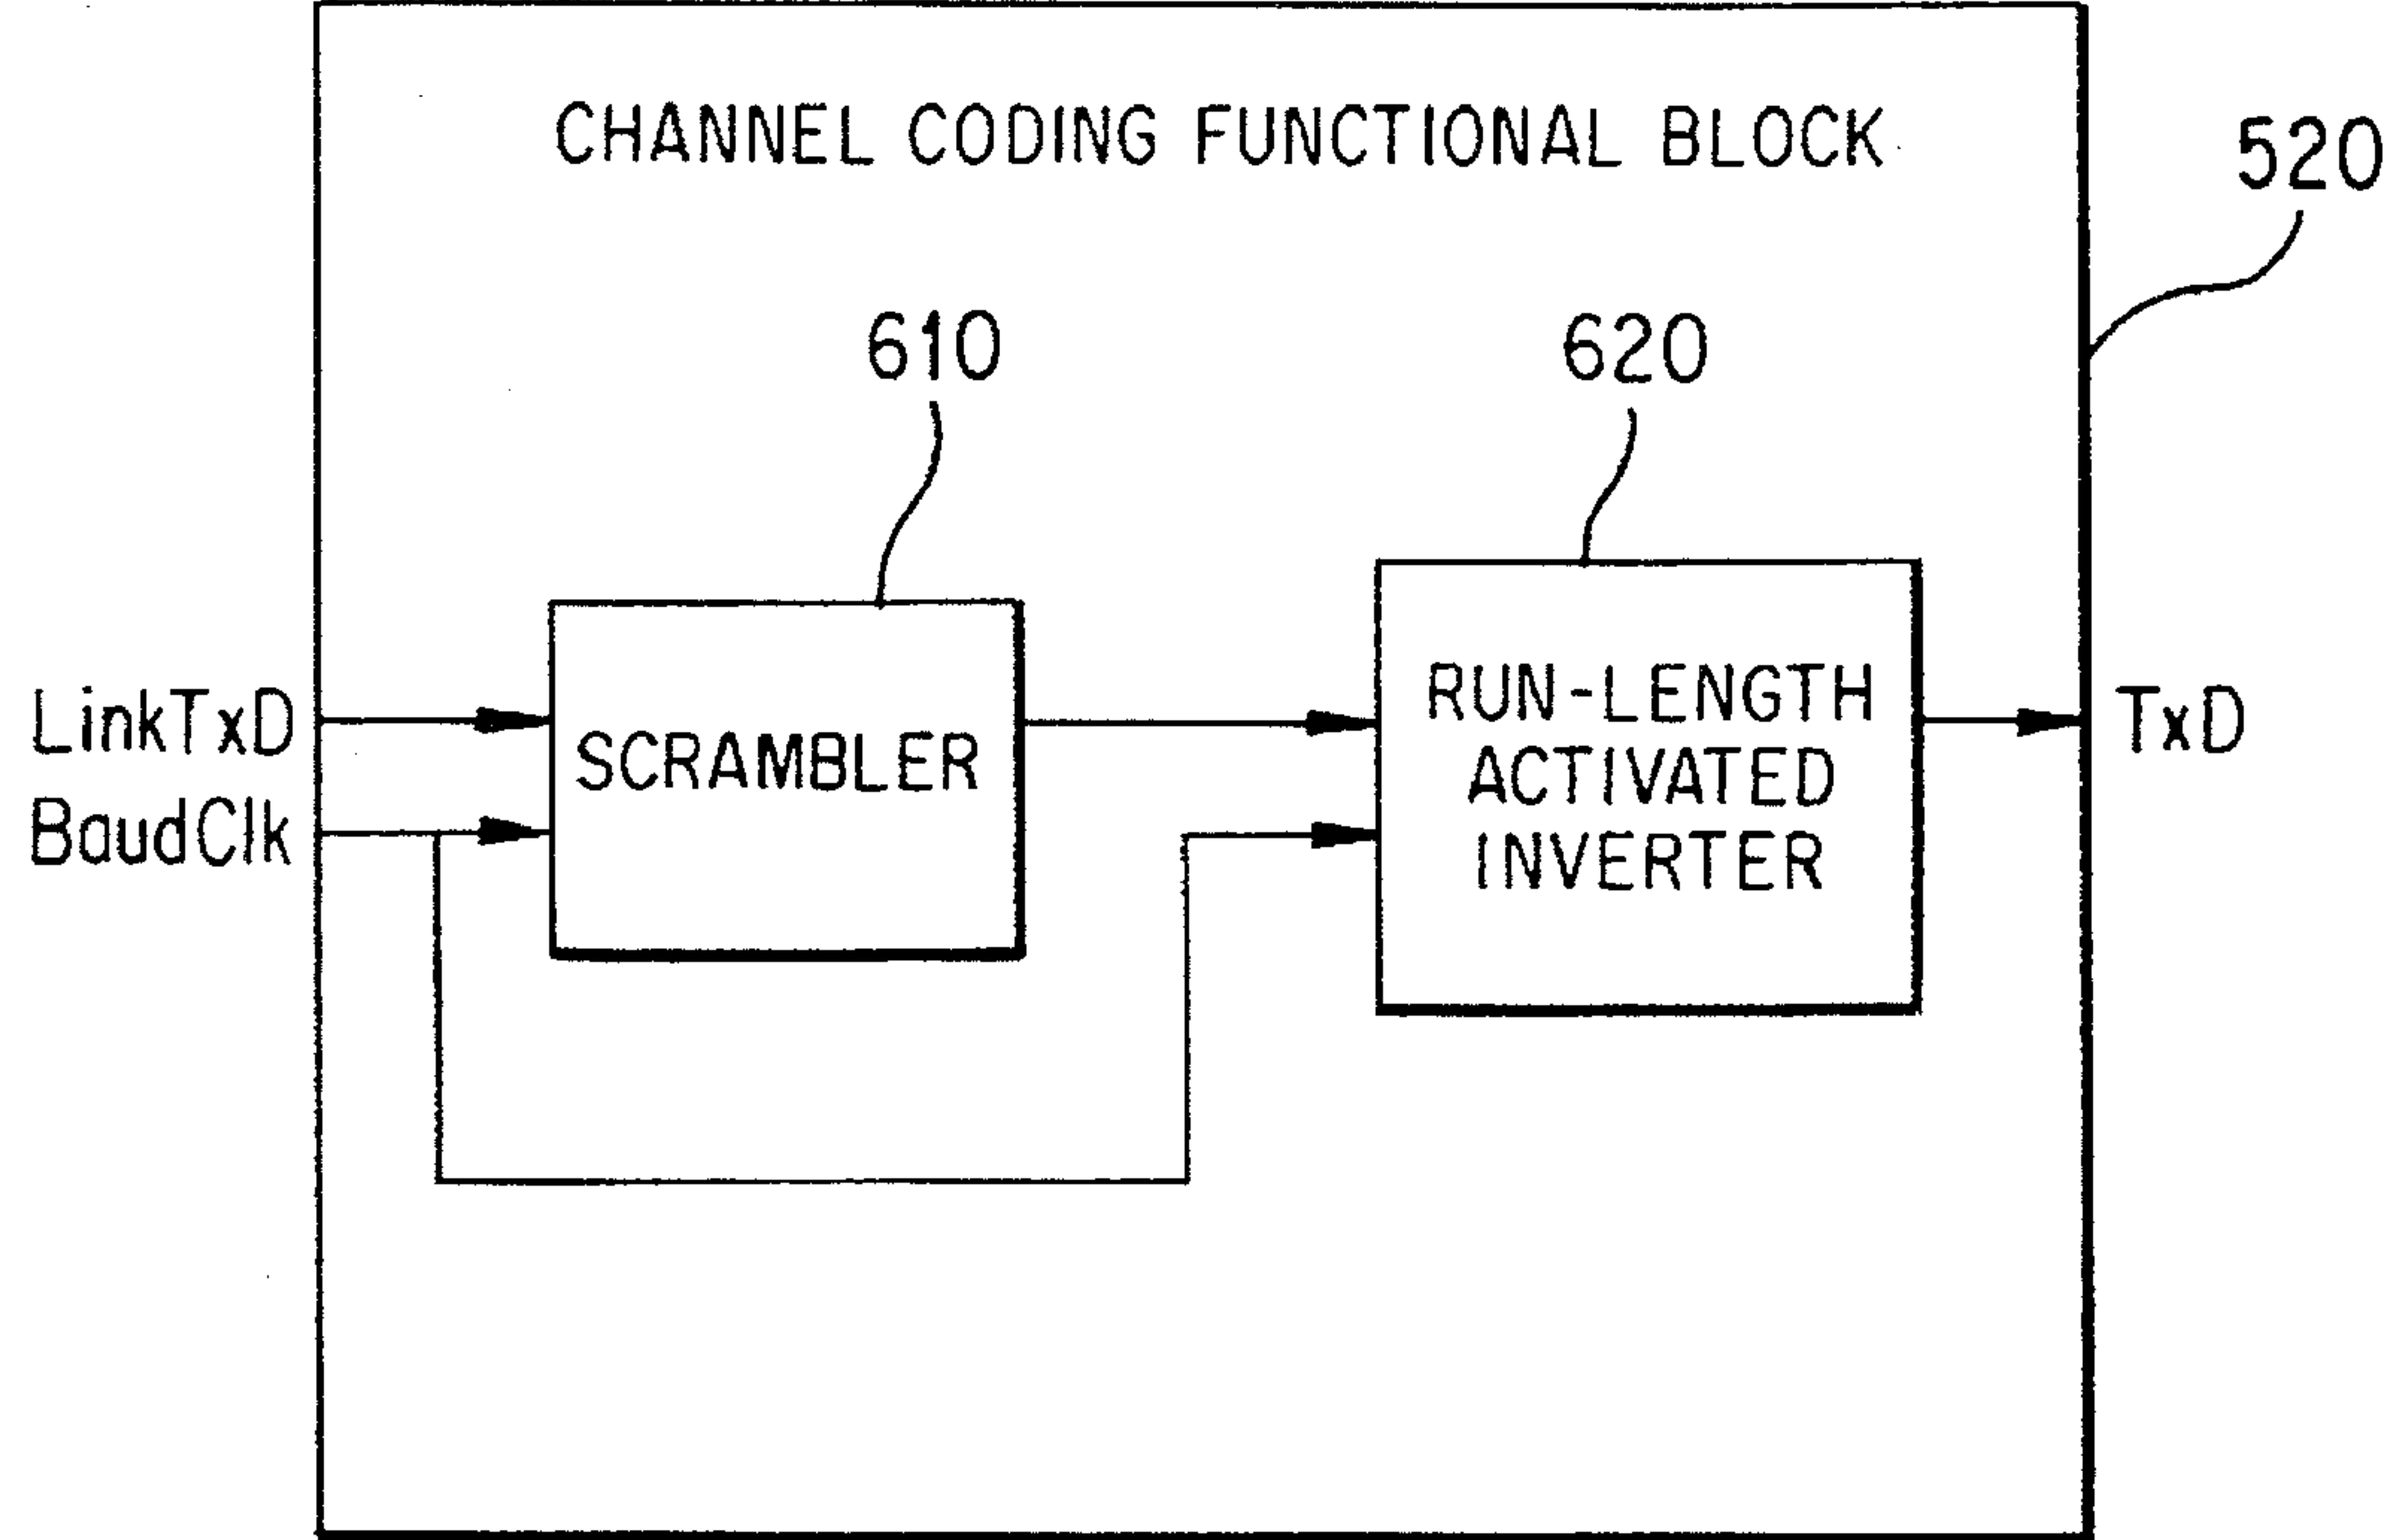 CHANNEL CODING FUNCTIONAL BLOCK
520
610
620
LinkTxD
BaudClk
SCRAMBLER
RUN-LENGTH
ACTIVATED
INVERTER
TxD